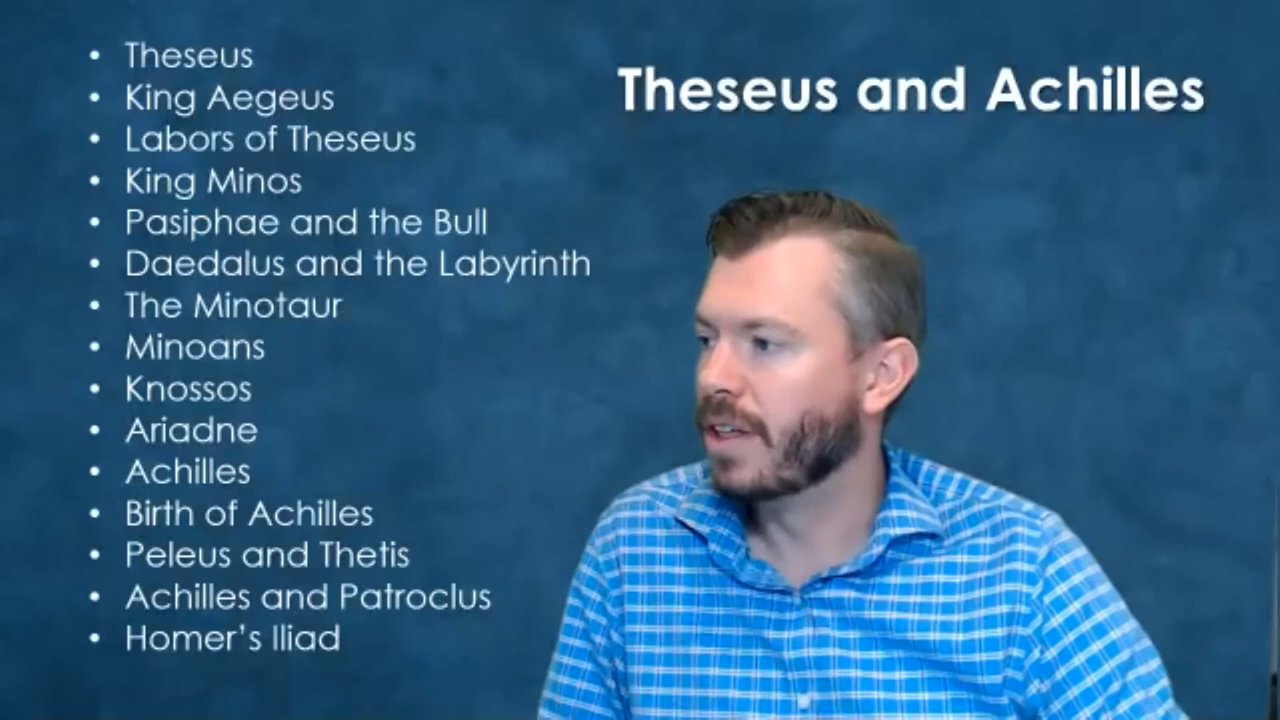 Theseus and Achilles
• Theseus
• King Aegeus
• Labors of Theseus
• King Minos
• Pasiphae and the Bull
• Daedalus and the Labyrinth
• The Minotaur
• Minoans
• Knossos
• Ariadne
• Achilles
• Birth of Achilles
• Peleus and Thetis
• Achilles and Patroclus
• Homer’s Iliad